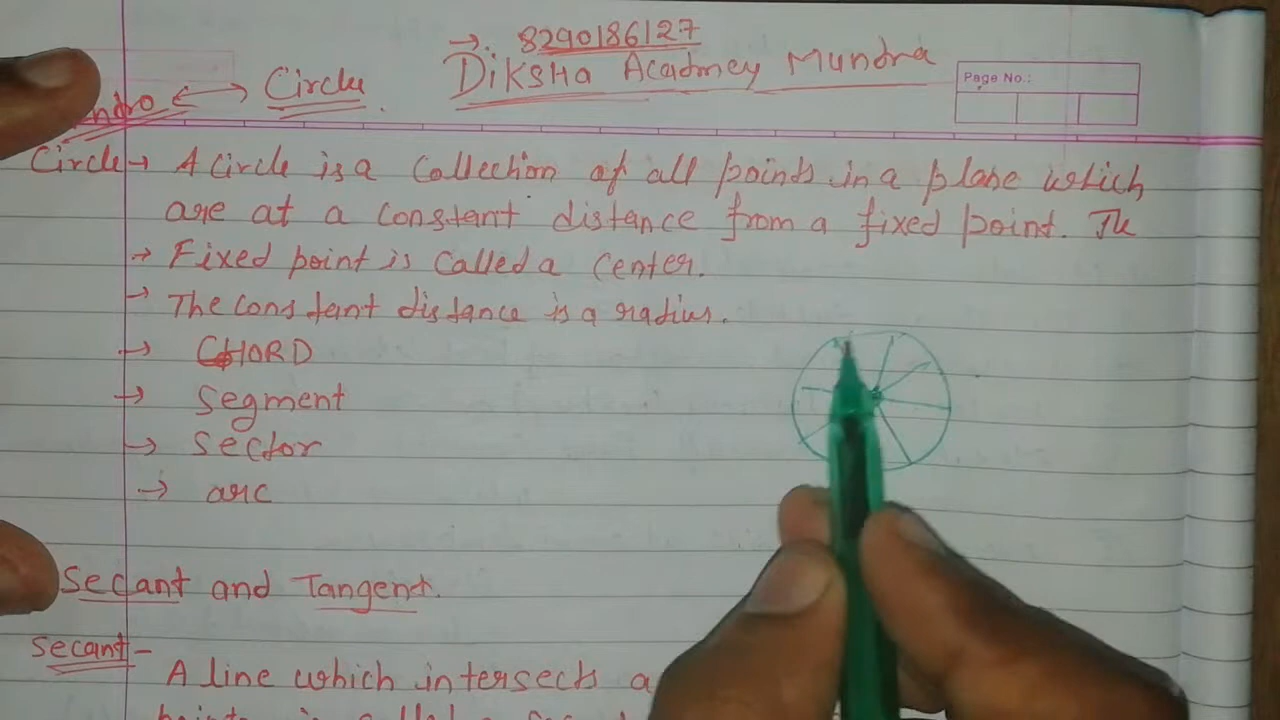 8290186127
Circle
→ DiKSHa Acadmey Mundra
Page No.:
Circle → A Circle is a Collection of all points in a plane which
are at a constant distance from a fixed point. The
→ Fixed point is called a center.
→ The constant distance is a radius.
→ CHORD
→ Segment
→ Sector
→ arc
Secant and Tangent.
Secant -
A line which intersects a